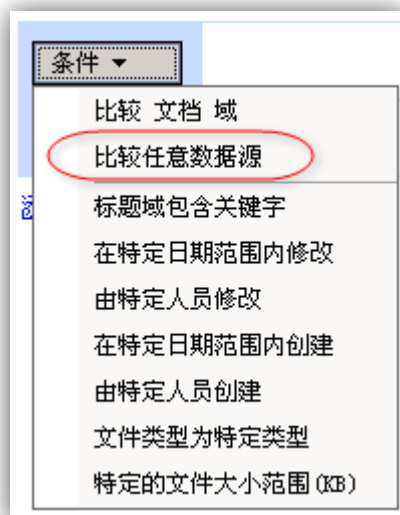 条件
比较 文档 域
比较任意数据源
标题域包含关键字
在特定日期范围内修改
由特定人员修改
在特定日期范围内创建
由特定人员创建
文件类型为特定类型
特定的文件大小范围(KB)